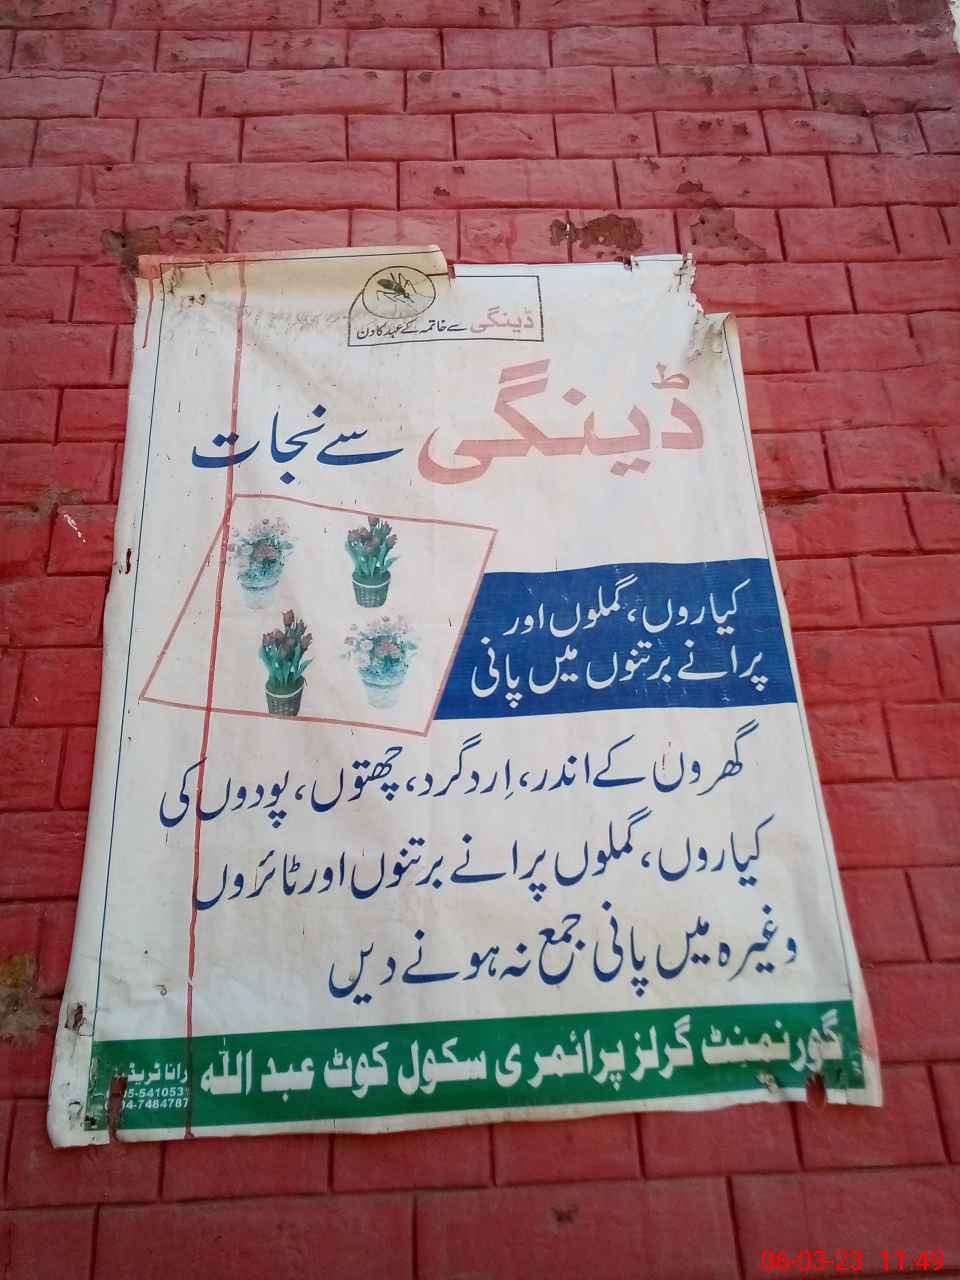 ڈینگی سے خاتمہ کے عہد کا دن
ڈینگی سے نجات
کیاروں، گملوں اور
پرانے برتنوں میں پانی
گھروں کے اندر، اِردگرد، چھتوں، پودوں کی
کیاروں، گملوں پرانے برتنوں اور ٹائروں
وغیرہ میں پانی جمع نہ ہونے دیں
گورنمنٹ گرلز پرائمری سکول کوٹ عبد اللہ
رانا
06-03-23 11:49